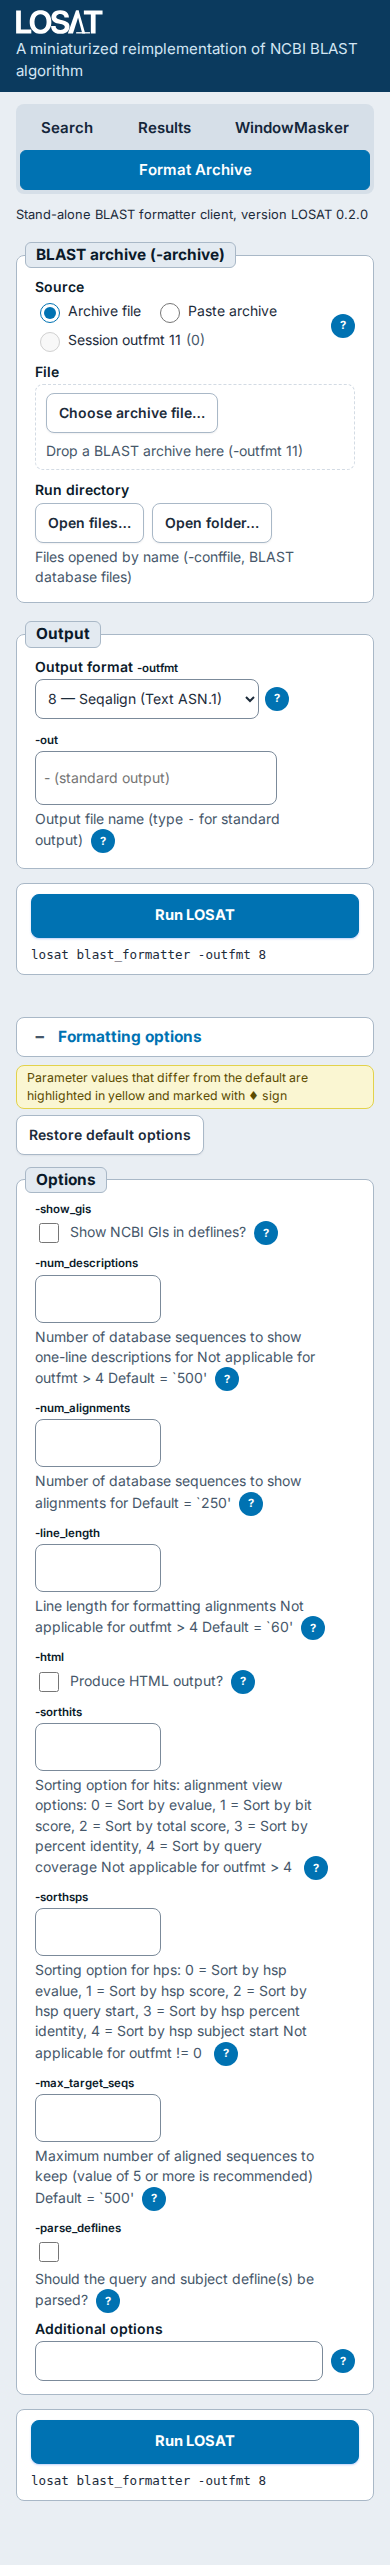 LOSAT
A miniaturized reimplementation of NCBI BLAST
algorithm
Search Results WindowMasker
Format Archive
Stand-alone BLAST formatter client, version LOSAT 0.2.0
BLAST archive (-archive)
Source
Archive file Paste archive
?
Session outfmt 11 (0)
File
Choose archive file...
Drop a BLAST archive here (-outfmt 11)
Run directory
Open files... Open folder...
Files opened by name (-conffile, BLAST
database files)
Output
Output format -outfmt
8 — Seqalign (Text ASN.1) ?
-out
- (standard output)
Output file name (type - for standard
output) ?
Run LOSAT
losat blast_formatter -outfmt 8
− Formatting options
Parameter values that differ from the default are
highlighted in yellow and marked with ♦ sign
Restore default options
Options
-show_gis
Show NCBI GIs in deflines? ?
-num_descriptions
Number of database sequences to show
one-line descriptions for Not applicable for
outfmt > 4 Default = `500' ?
-num_alignments
Number of database sequences to show
alignments for Default = `250' ?
-line_length
Line length for formatting alignments Not
applicable for outfmt > 4 Default = `60' ?
-html
Produce HTML output? ?
-sorthits
Sorting option for hits: alignment view
options: 0 = Sort by evalue, 1 = Sort by bit
score, 2 = Sort by total score, 3 = Sort by
percent identity, 4 = Sort by query
coverage Not applicable for outfmt > 4 ?
-sorthsps
Sorting option for hps: 0 = Sort by hsp
evalue, 1 = Sort by hsp score, 2 = Sort by
hsp query start, 3 = Sort by hsp percent
identity, 4 = Sort by hsp subject start Not
applicable for outfmt != 0 ?
-max_target_seqs
Maximum number of aligned sequences to
keep (value of 5 or more is recommended)
Default = `500' ?
-parse_deflines
Should the query and subject defline(s) be
parsed? ?
Additional options
?
Run LOSAT
losat blast_formatter -outfmt 8